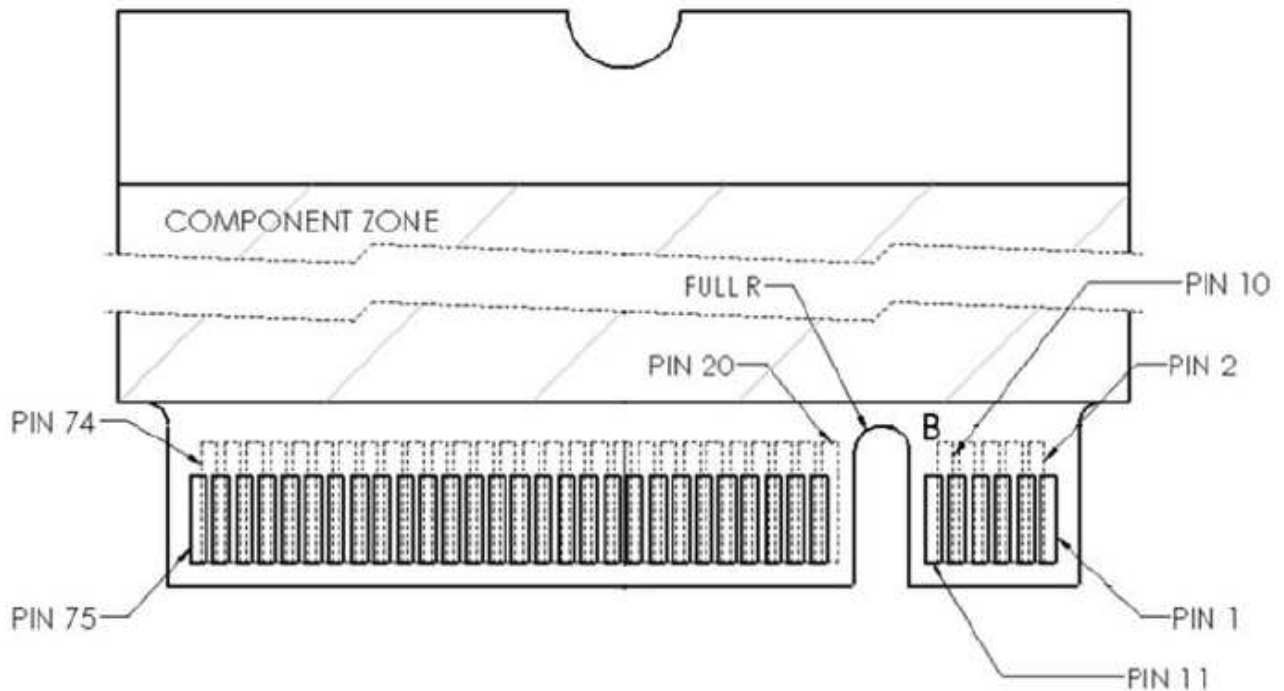 COMPONENT ZONE
FULL R
PIN 10
PIN 20
PIN 2
B
PIN 74
PIN 75
PIN 1
PIN 11